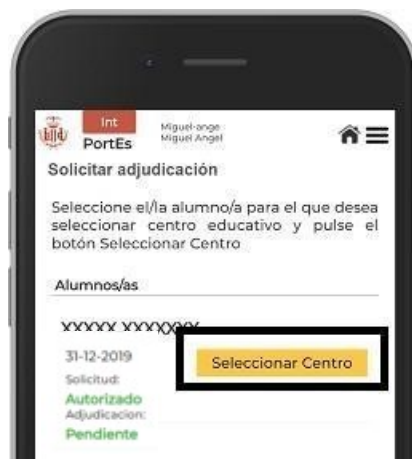 Int
PortEs
Miguel-ange
Miguel Angel
Solicitar adjudicación
Seleccione el/la alumno/a para el que desea
seleccionar centro educativo y pulse el
botón Seleccionar Centro
Alumnos/as
XXXXX XXXXXXX
31-12-2019
Seleccionar Centro
Solicitud:
Autorizado
Adjudicacion:
Pendiente